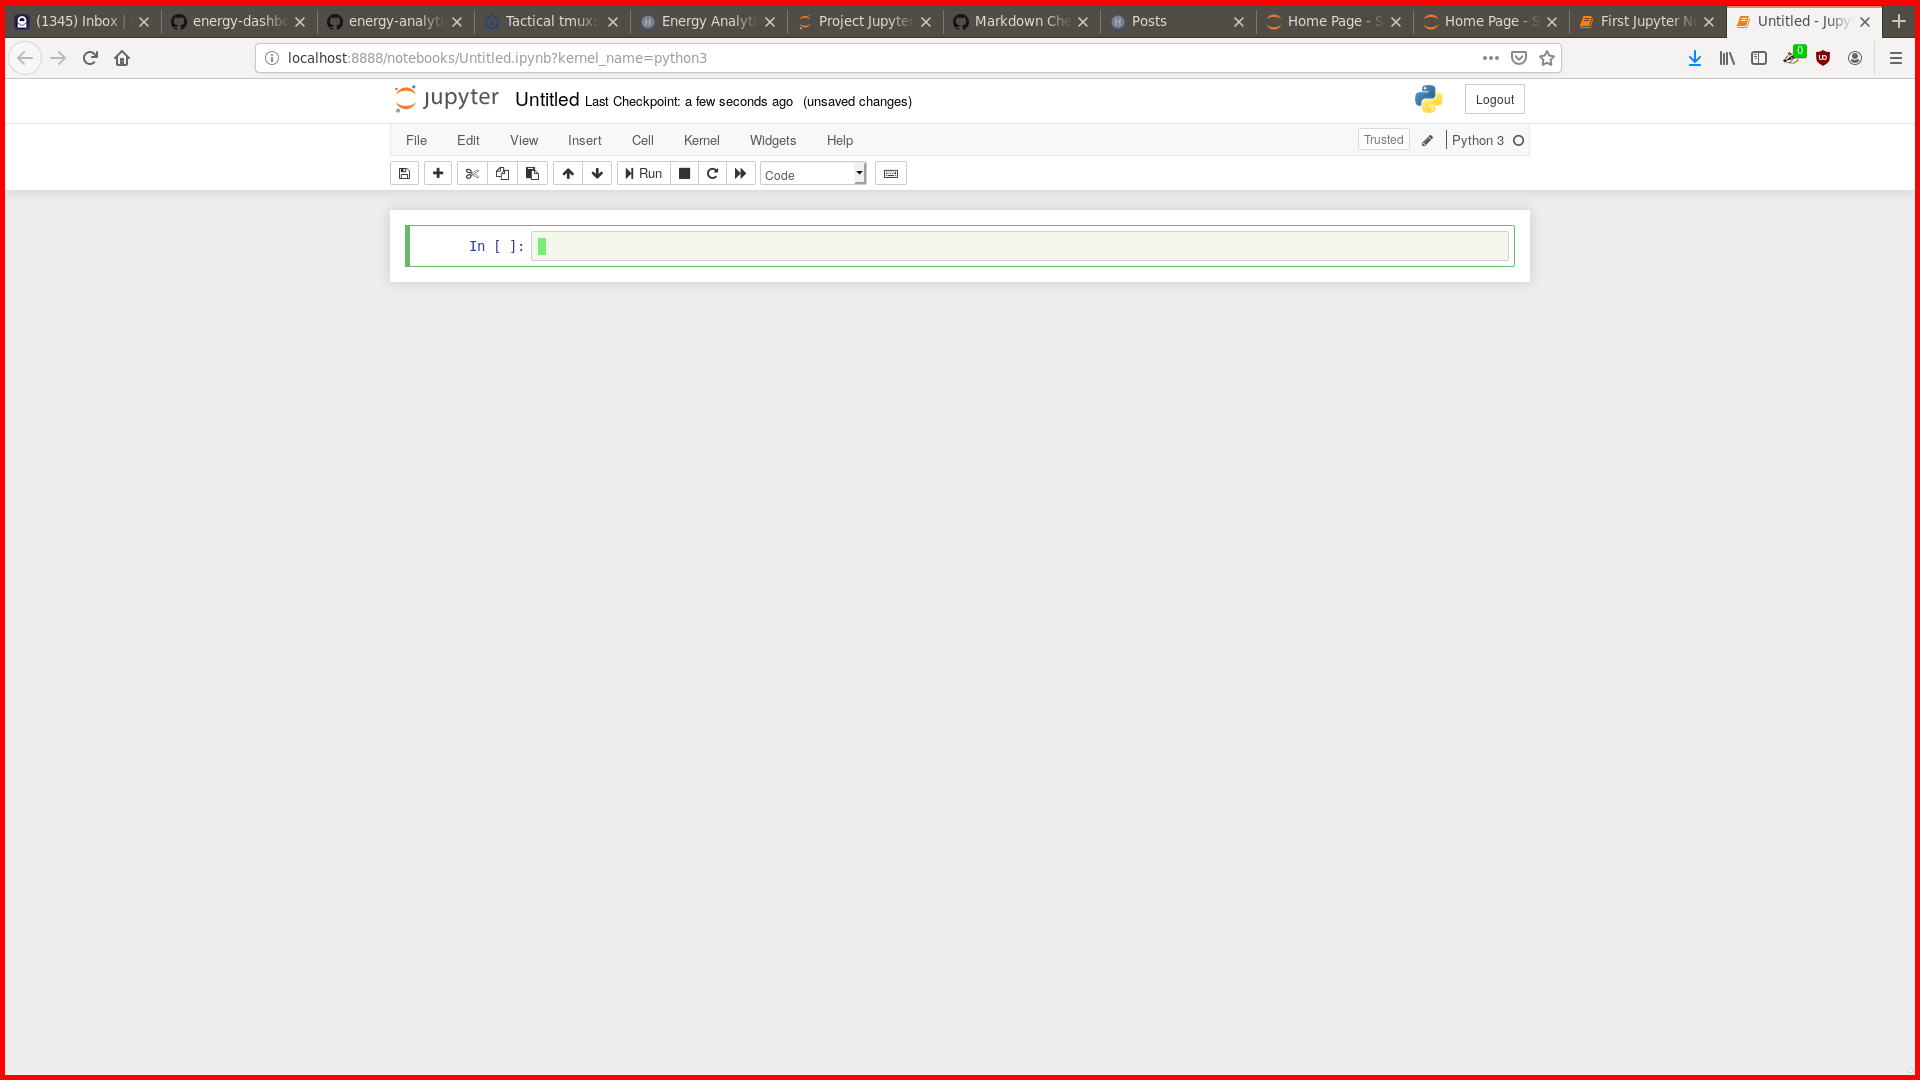 (1345) Inbox | energy-dashbo energy-analyti Tactical tmux: Energy Analyt Project Jupyter Markdown Che Posts Home Page - S Home Page - S First Jupyter N Untitled - Jupy
localhost:8888/notebooks/Untitled.ipynb?kernel_name=python3 0
jupyter Untitled Last Checkpoint: a few seconds ago (unsaved changes) Logout
File Edit View Insert Cell Kernel Widgets Help Trusted Python 3
Run Code
In [ ]: